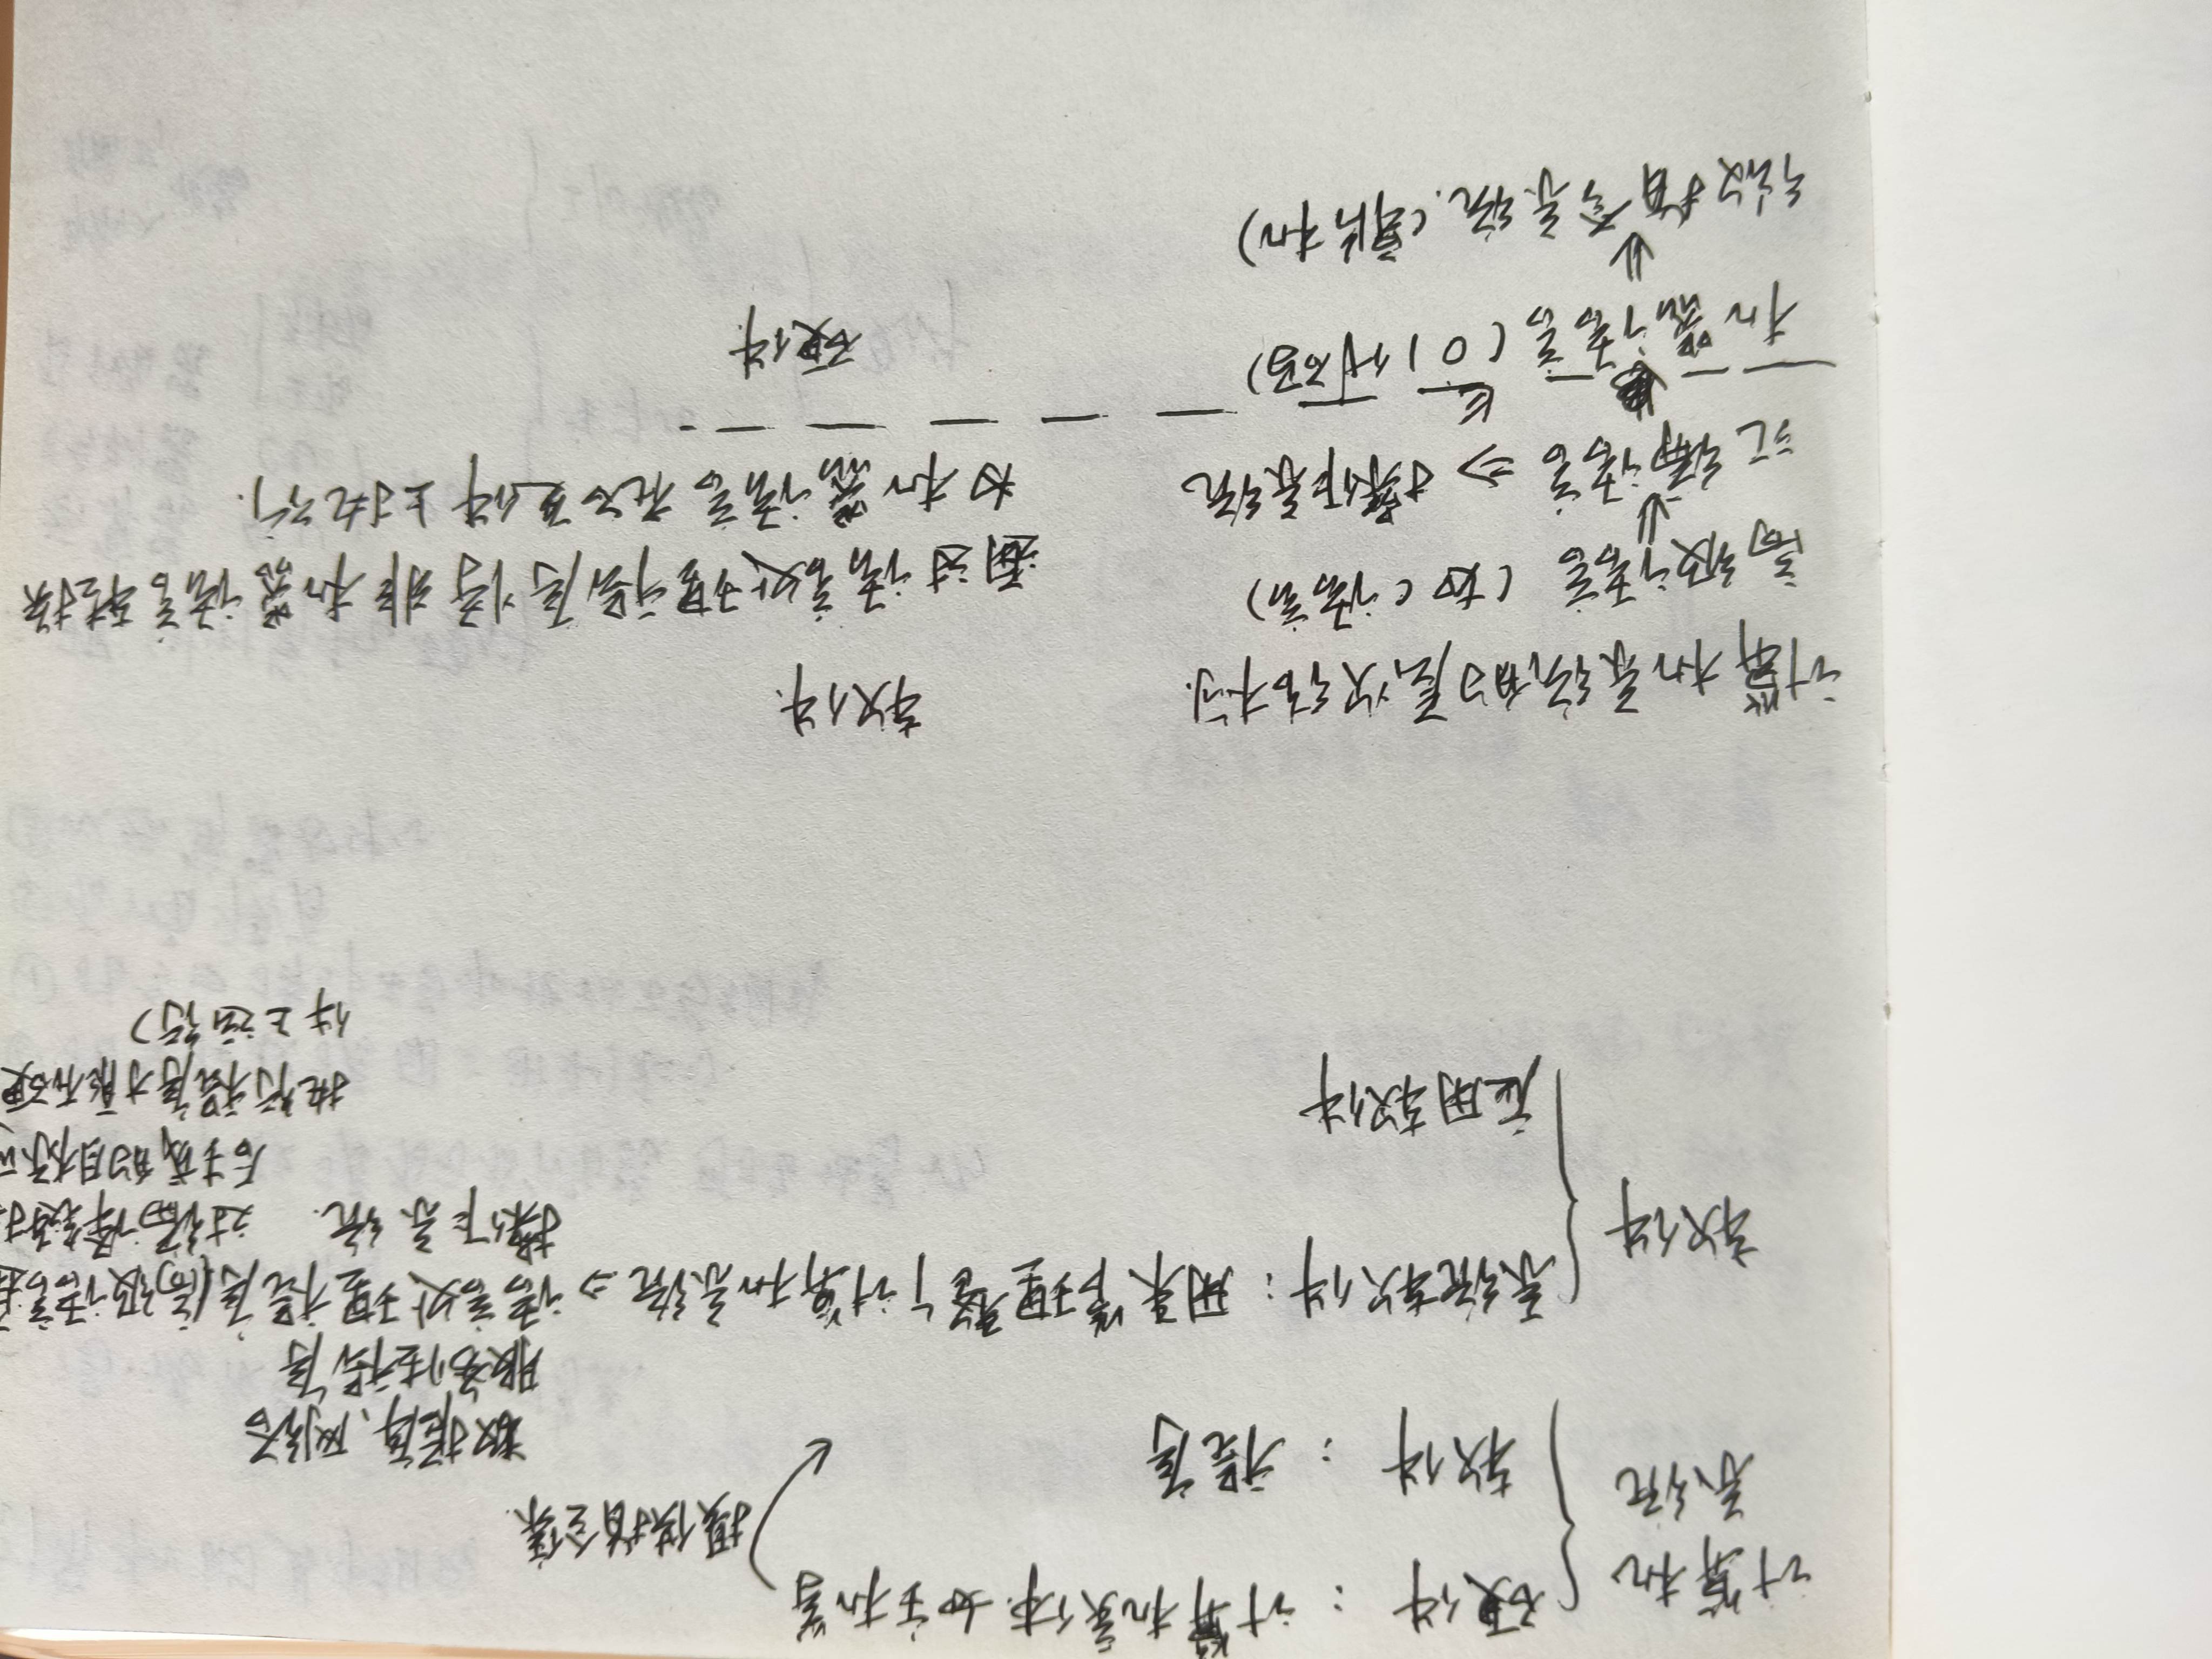 计算机
系统
硬件：计算机实体.如主机等
提供指令集.
软件：程序
数据库、网络
服务性程序
软件
系统软件：用来管理整个计算机系统⇒语言处理程序(高级语言
操作系统. 过编译链接
后生成的目标可
执行程序才能在硬
件上运行)
应用软件
计算机系统的层次结构. 软件.
高级语言(如C语言) 通过语言处理程序将非机器语言转换
⇓
汇编语言⇒操作系统 为机器语言在硬件上执行.
机器语言(01代码) 硬件.
⇓
微指令系统.(单片机)